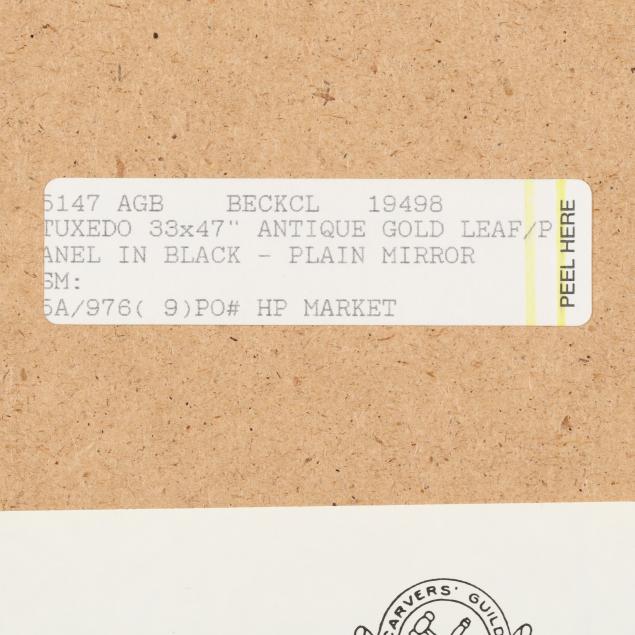 5147 AGB BECKCL 19498
TUXEDO 33x47" ANTIQUE GOLD LEAF/P
ANEL IN BLACK - PLAIN MIRROR
SM:
5A/976( 9)PO# HP MARKET
PEEL HERE
CARVERS' GUILD